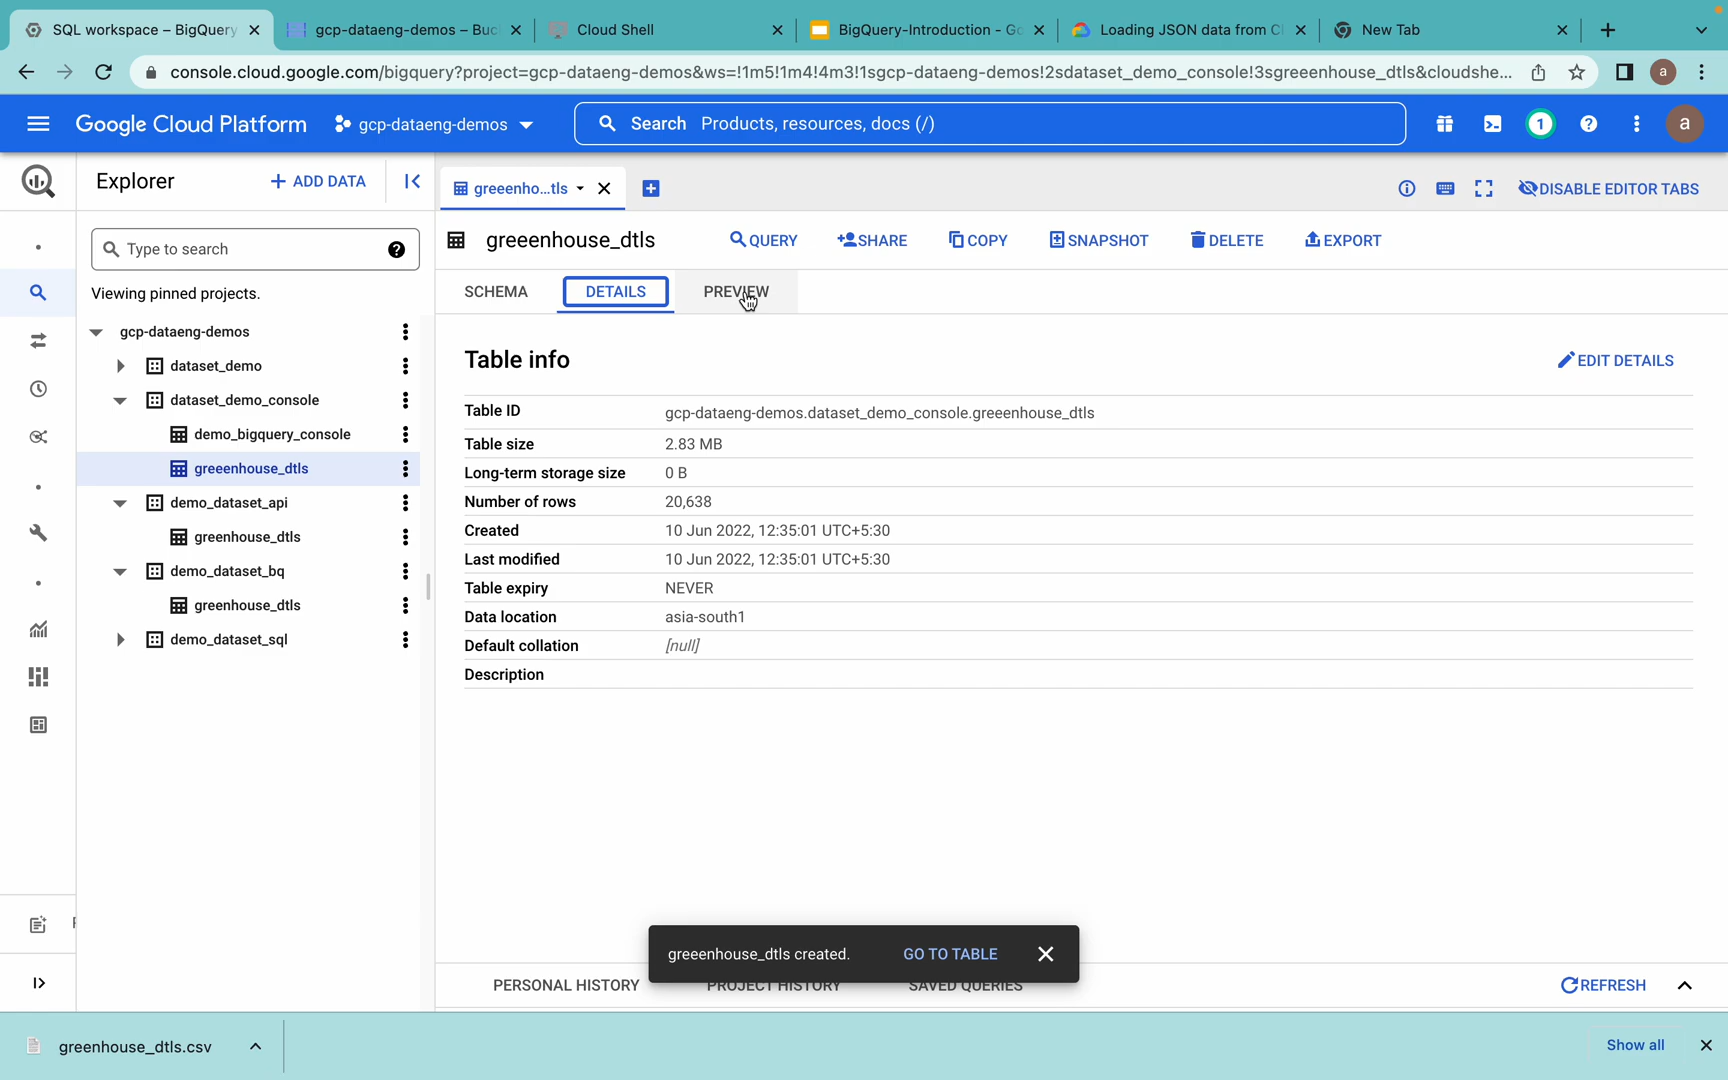 SQL workspace – BigQuery
gcp-dataeng-demos – Buc
Cloud Shell
BigQuery-Introduction - Go
Loading JSON data from Cl
New Tab
console.cloud.google.com/bigquery?project=gcp-dataeng-demos&ws=!1m5!1m4!4m3!1sgcp-dataeng-demos!2sdataset_demo_console!3sgreeenhouse_dtls&cloudshe...
a
Google Cloud Platform
gcp-dataeng-demos
Search Products, resources, docs (/)
1
a
Explorer
+ ADD DATA
greeenho...tls
DISABLE EDITOR TABS
Type to search
greeenhouse_dtls
QUERY
SHARE
COPY
SNAPSHOT
DELETE
EXPORT
Viewing pinned projects.
SCHEMA
DETAILS
PREVIEW
gcp-dataeng-demos
dataset_demo
dataset_demo_console
demo_bigquery_console
greeenhouse_dtls
demo_dataset_api
greenhouse_dtls
demo_dataset_bq
greenhouse_dtls
demo_dataset_sql
Table info
EDIT DETAILS
Table ID gcp-dataeng-demos.dataset_demo_console.greeenhouse_dtls
Table size 2.83 MB
Long-term storage size 0 B
Number of rows 20,638
Created 10 Jun 2022, 12:35:01 UTC+5:30
Last modified 10 Jun 2022, 12:35:01 UTC+5:30
Table expiry NEVER
Data location asia-south1
Default collation [null]
Description
greeenhouse_dtls created.
GO TO TABLE
PERSONAL HISTORY
PROJECT HISTORY
SAVED QUERIES
REFRESH
greenhouse_dtls.csv
Show all